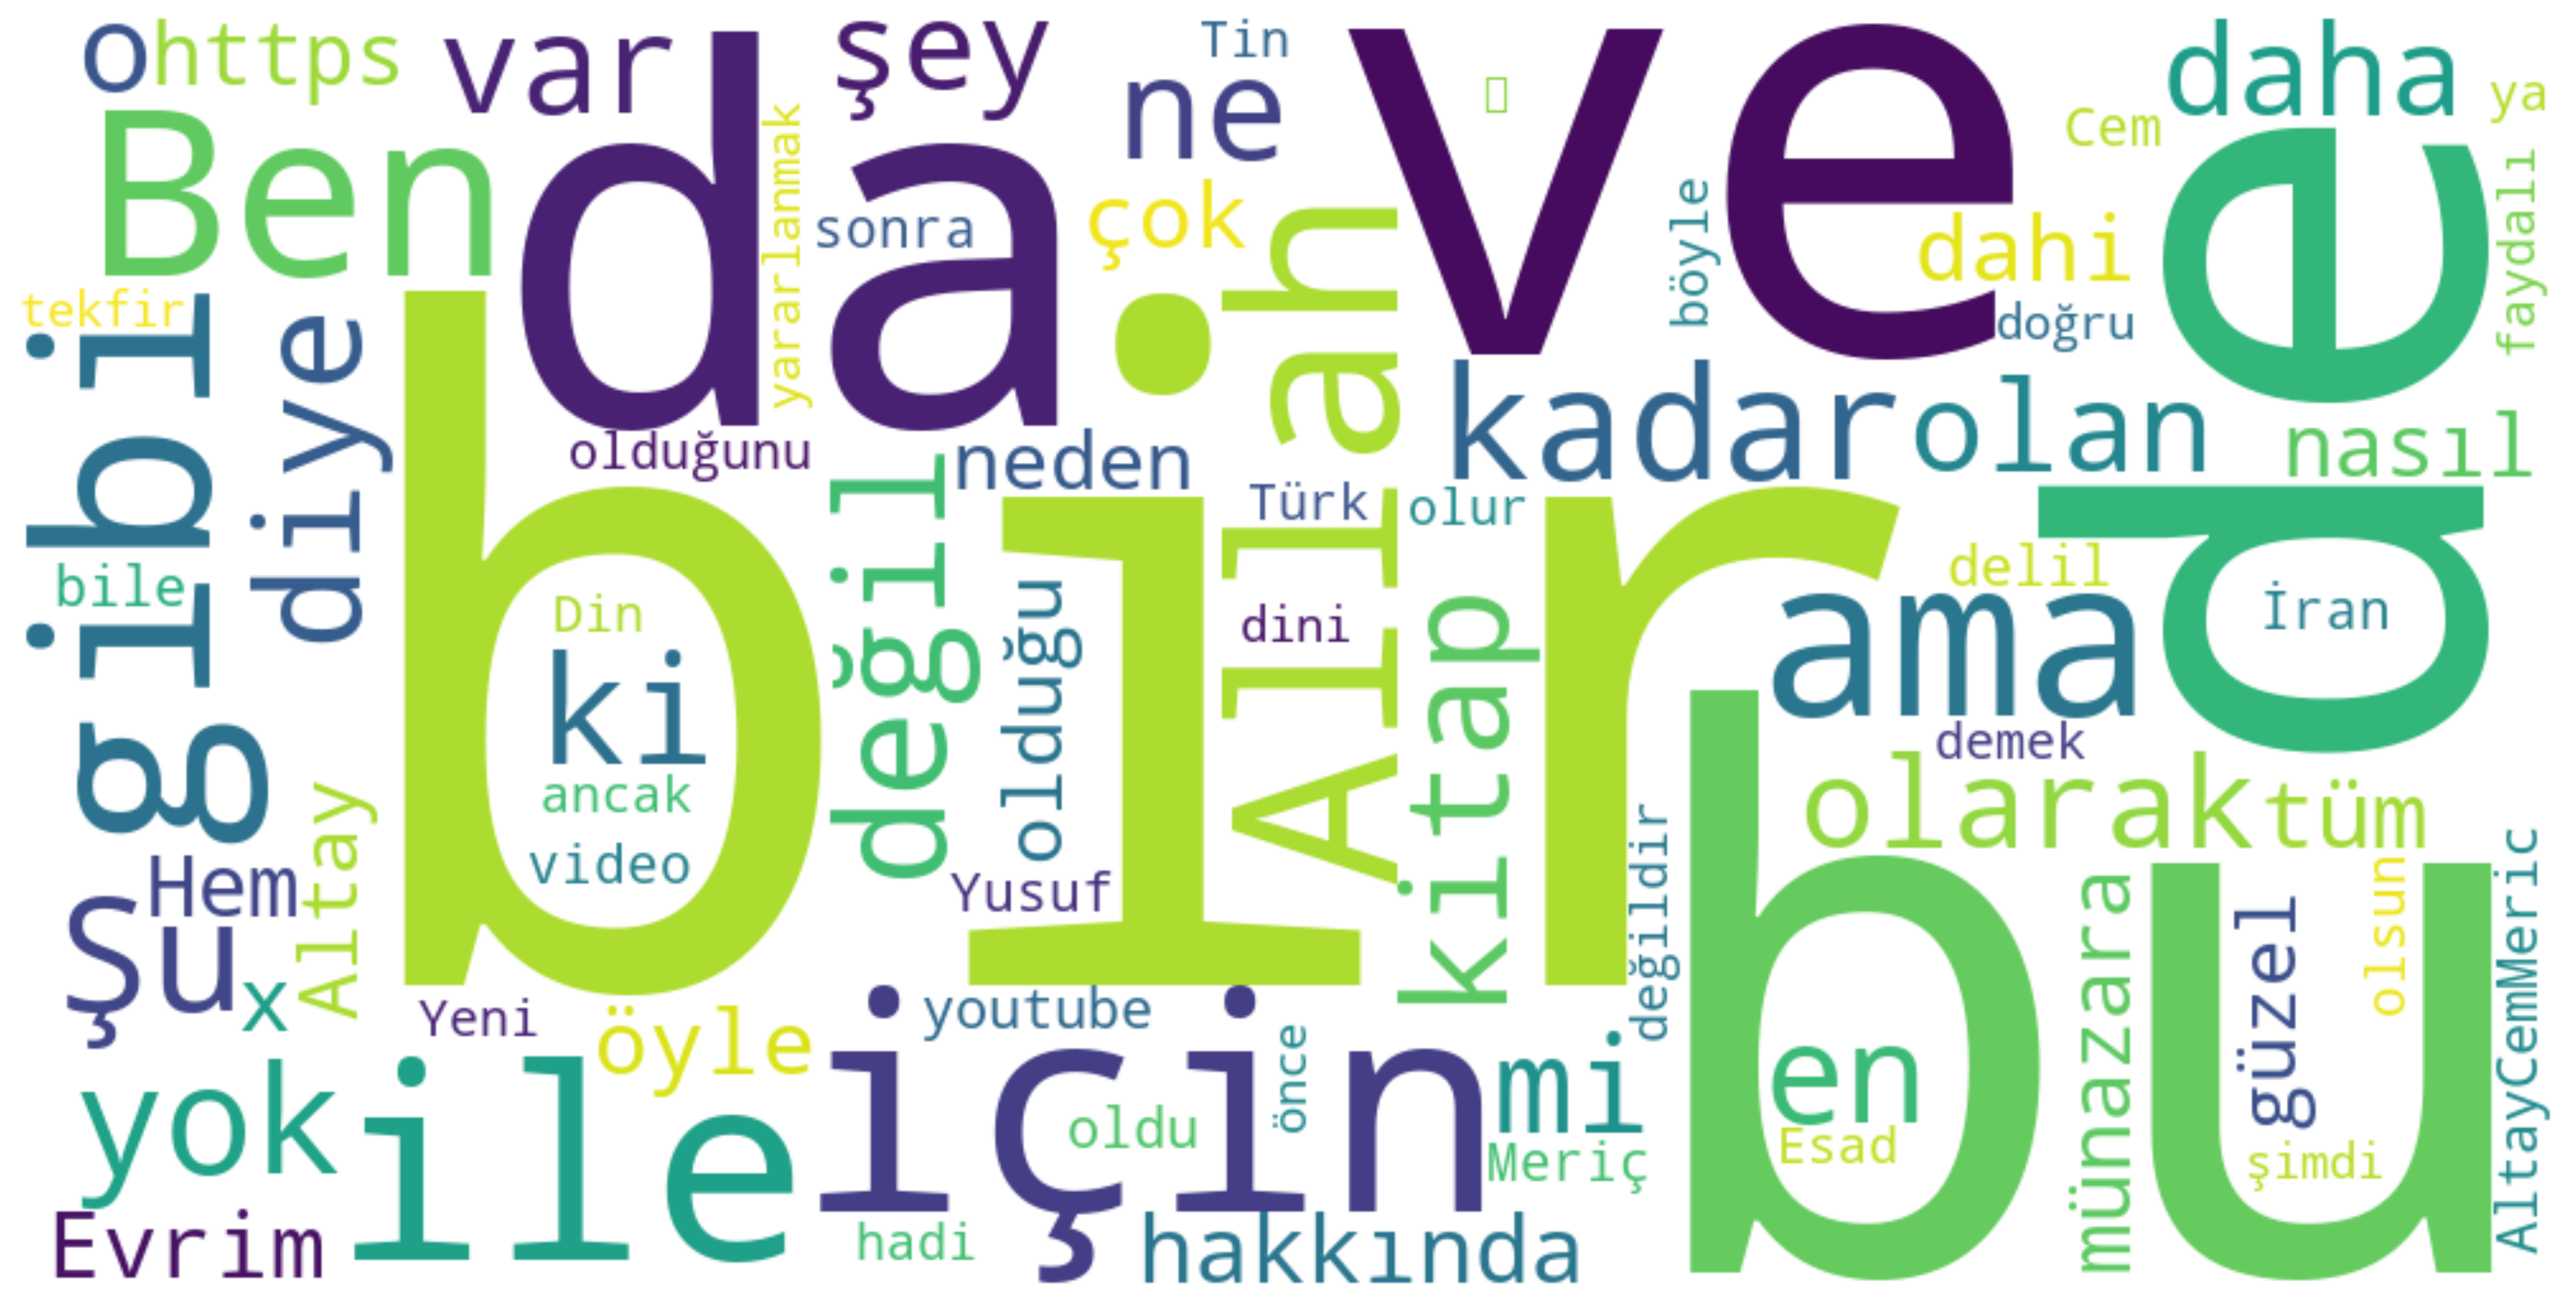 o
https
var
şey
Tin
ne
ve
daha
ya
Cem
Ben
da
yararlanmak
sonra
çok
Allah
böyle
dahi
doğru
de
faydalı
tekfir
gibi
diye
bir
olduğunu
neden
kadar
olan
nasıl
değil
Türk
olur
bile
Din
ki
ancak
video
olduğu
dini
kitap
ama
delil
İran
demek
olarak
tüm
Altay
Hem
Şu
x
Yusuf
değildir
bu
münazara
güzel
olsun
AltayCemMeric
Yeni
öyle
için
youtube
önce
mi
en
Esad
şimdi
yok
ile
oldu
Meriç
Evrim
hadi
hakkında